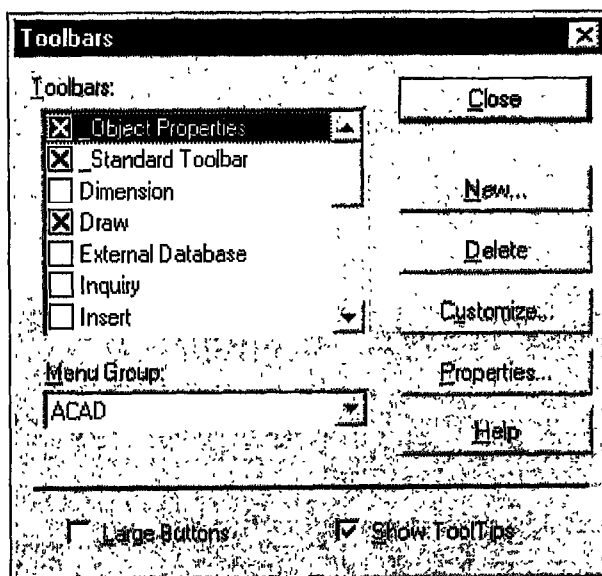 Toolbars
Toolbars:
_Object Properties
_Standard Toolbar
Dimension
Draw
External Database
Inquiry
Insert
Menu Group:
ACAD
Close
New...
Delete
Customize...
Properties...
Help
Large Buttons
Show ToolTips